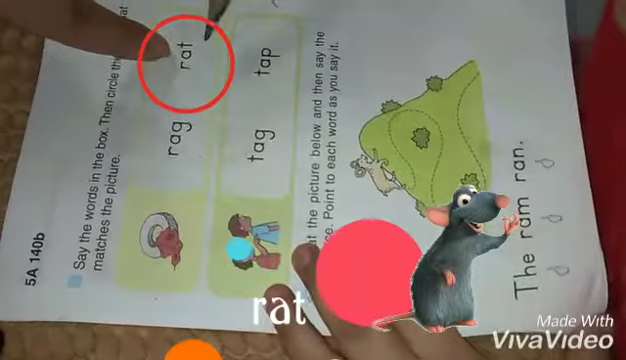 5A 140b
Say the words in the box. Then circle the
matches the picture.
rag rat
tag tap
the picture below and then say the
Point to each word as you say it.
The ram ran.
rat
Made With
VivaVideo